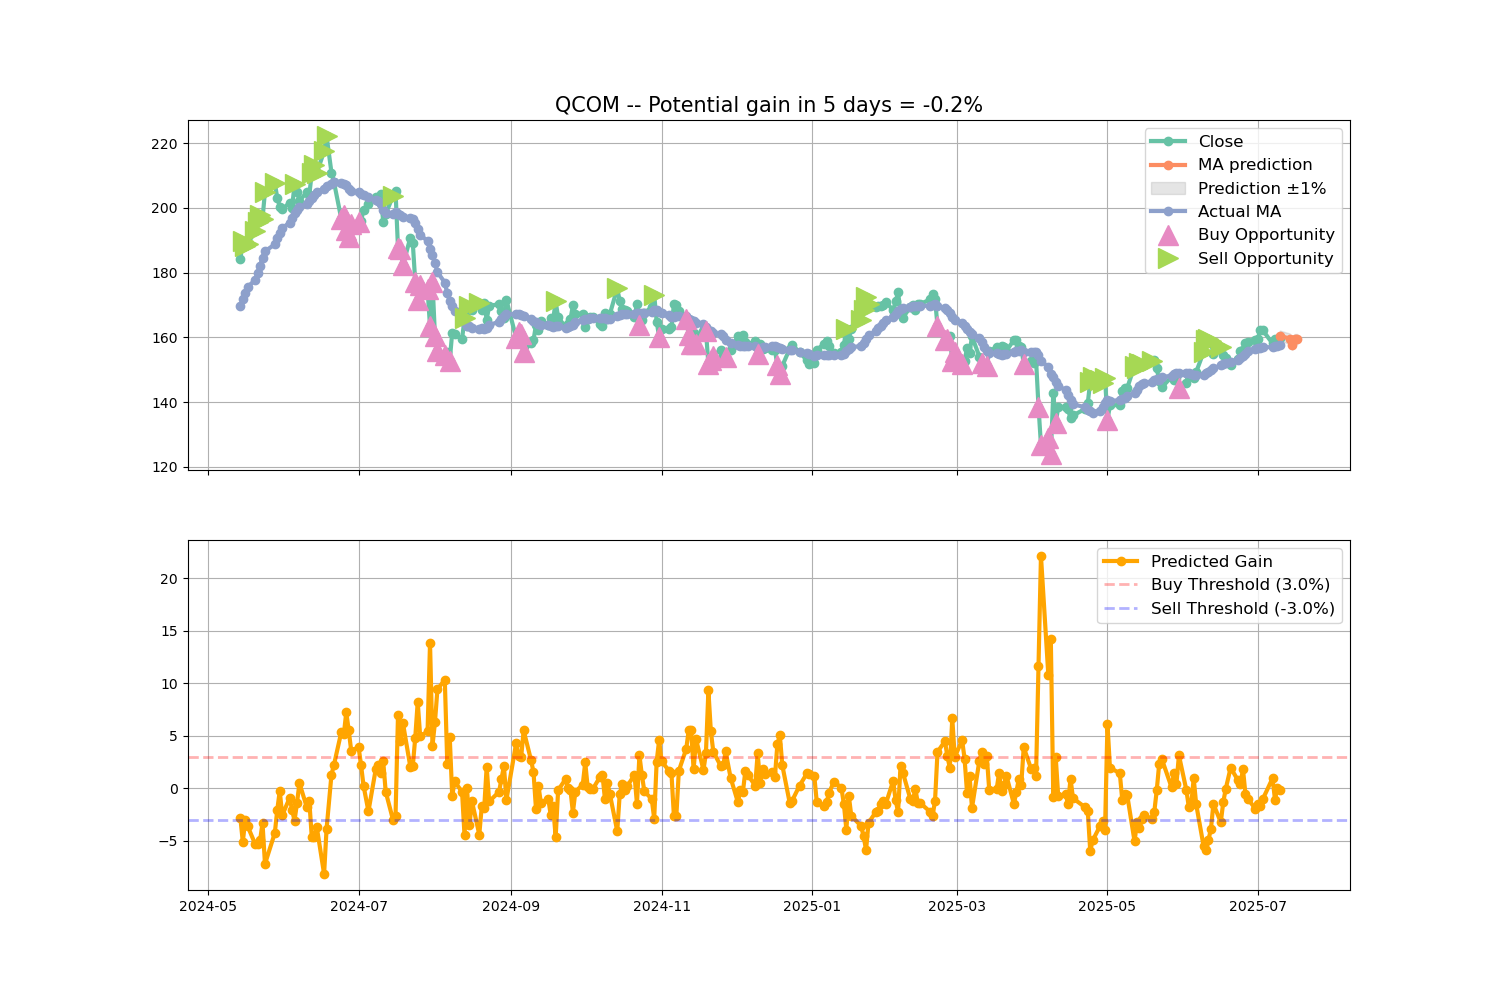 QCOM -- Potential gain in 5 days = -0.2%
220
200
180
160
140
120
Close
MA prediction
Prediction ±1%
Actual MA
Buy Opportunity
Sell Opportunity
20
15
10
5
0
−5
Predicted Gain
Buy Threshold (3.0%)
Sell Threshold (-3.0%)
2024-05 2024-07 2024-09 2024-11 2025-01 2025-03 2025-05 2025-07